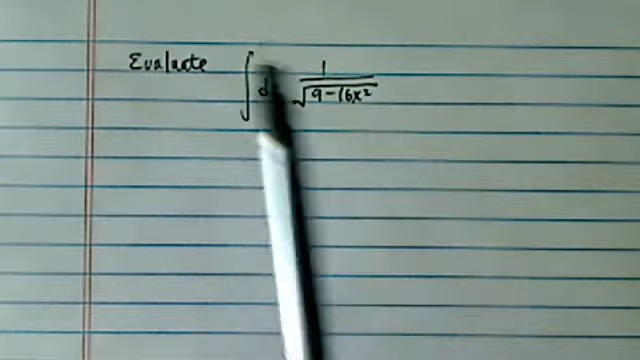 Evaluate ∫ d 1/√(9-16x²)